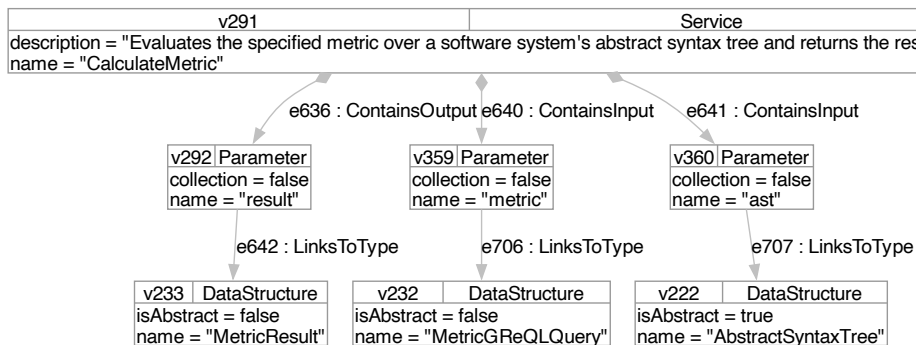 v291 Service
description = "Evaluates the specified metric over a software system's abstract syntax tree and returns the res
name = "CalculateMetric"
e636 : ContainsOutput e640 : ContainsInput e641 : ContainsInput
v292 Parameter v359 Parameter v360 Parameter
collection = false collection = false collection = false
name = "result" name = "metric" name = "ast"
e642 : LinksToType e706 : LinksToType e707 : LinksToType
v233 DataStructure v232 DataStructure v222 DataStructure
isAbstract = false isAbstract = false isAbstract = true
name = "MetricResult" name = "MetricGReQLQuery" name = "AbstractSyntaxTree"